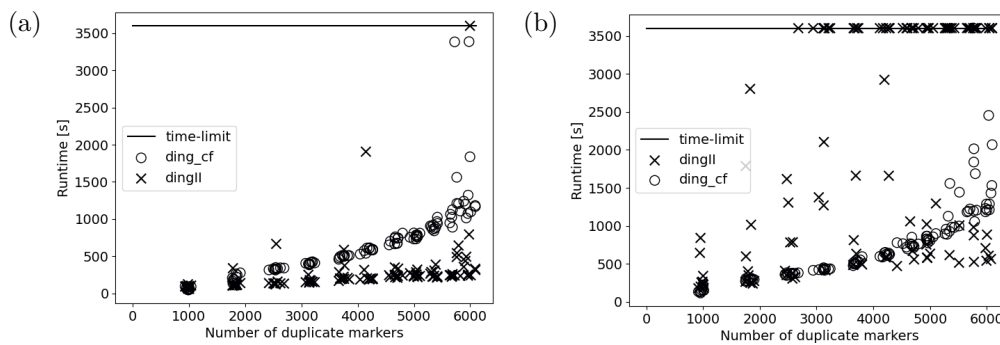 (a)
3500
3000
2500
2000
1500
1000
500
0
Runtime [s]
time-limit
ding_cf
dingII
0 1000 2000 3000 4000 5000 6000
Number of duplicate markers
(b)
3500
3000
2500
2000
1500
1000
500
0
Runtime [s]
time-limit
dingII
ding_cf
0 1000 2000 3000 4000 5000 6000
Number of duplicate markers